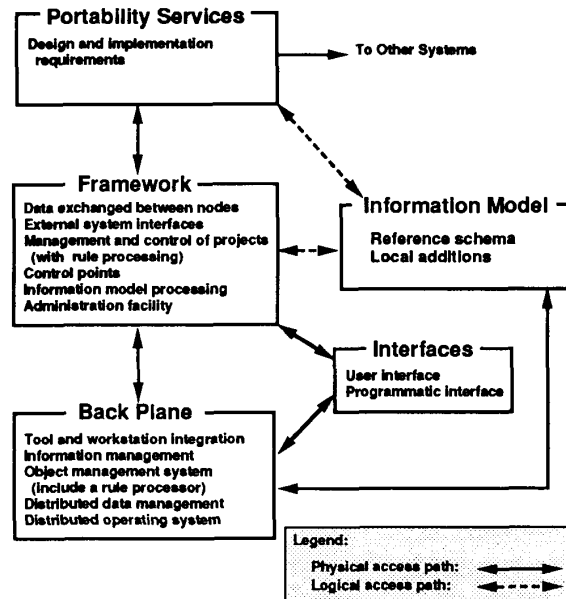 Portability Services
Design and implementation
requirements
To Other Systems
Framework
Data exchanged between nodes
External system interfaces
Management and control of projects
(with rule processing)
Control points
Information model processing
Administration facility
Information Model
Reference schema
Local additions
Interfaces
User interface
Programmatic interface
Back Plane
Tool and workstation integration
Information management
Object management system
(include a rule processor)
Distributed data management
Distributed operating system
Legend:
Physical access path:
Logical access path: